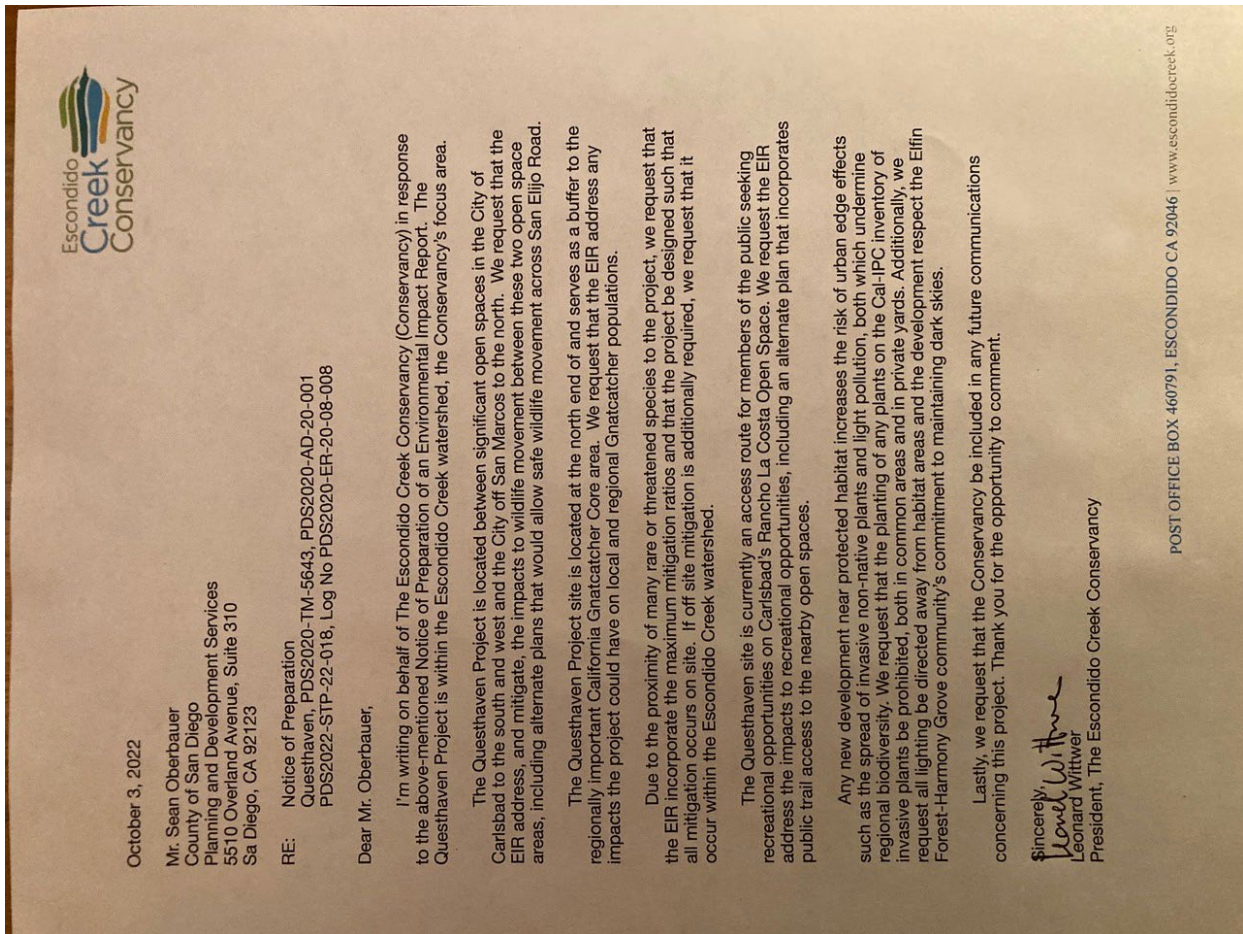 Escondido
Creek
Conservancy
October 3, 2022
Mr. Sean Oberbauer
County of San Diego
Planning and Development Services
5510 Overland Avenue, Suite 310
Sa Diego, CA 92123
RE: Notice of Preparation
Questhaven, PDS2020-TM-5643, PDS2020-AD-20-001
PDS2022-STP-22-018, Log No PDS2020-ER-20-08-008
Dear Mr. Oberbauer,
I'm writing on behalf of The Escondido Creek Conservancy (Conservancy) in response
to the above-mentioned Notice of Preparation of an Environmental Impact Report. The
Questhaven Project is within the Escondido Creek watershed, the Conservancy's focus area.
The Questhaven Project is located between significant open spaces in the City of
Carlsbad to the south and west and the City off San Marcos to the north. We request that the
EIR address, and mitigate, the impacts to wildlife movement between these two open space
areas, including alternate plans that would allow safe wildlife movement across San Elijo Road.
The Questhaven Project site is located at the north end of and serves as a buffer to the
regionally important California Gnatcatcher Core area. We request that the EIR address any
impacts the project could have on local and regional Gnatcatcher populations.
Due to the proximity of many rare or threatened species to the project, we request that
the EIR incorporate the maximum mitigation ratios and that the project be designed such that
all mitigation occurs on site. If off site mitigation is additionally required, we request that it
occur within the Escondido Creek watershed.
The Questhaven site is currently an access route for members of the public seeking
recreational opportunities on Carlsbad's Rancho La Costa Open Space. We request the EIR
address the impacts to recreational opportunities, including an alternate plan that incorporates
public trail access to the nearby open spaces.
Any new development near protected habitat increases the risk of urban edge effects
such as the spread of invasive non-native plants and light pollution, both which undermine
regional biodiversity. We request that the planting of any plants on the Cal-IPC inventory of
invasive plants be prohibited, both in common areas and in private yards. Additionally, we
request all lighting be directed away from habitat areas and the development respect the Elfin
Forest-Harmony Grove community's commitment to maintaining dark skies.
Lastly, we request that the Conservancy be included in any future communications
concerning this project. Thank you for the opportunity to comment.
Sincerely,
Leonard Wittwer
Leonard Wittwer
President, The Escondido Creek Conservancy
POST OFFICE BOX 460791, ESCONDIDO CA 92046 | www.escondidocreek.org